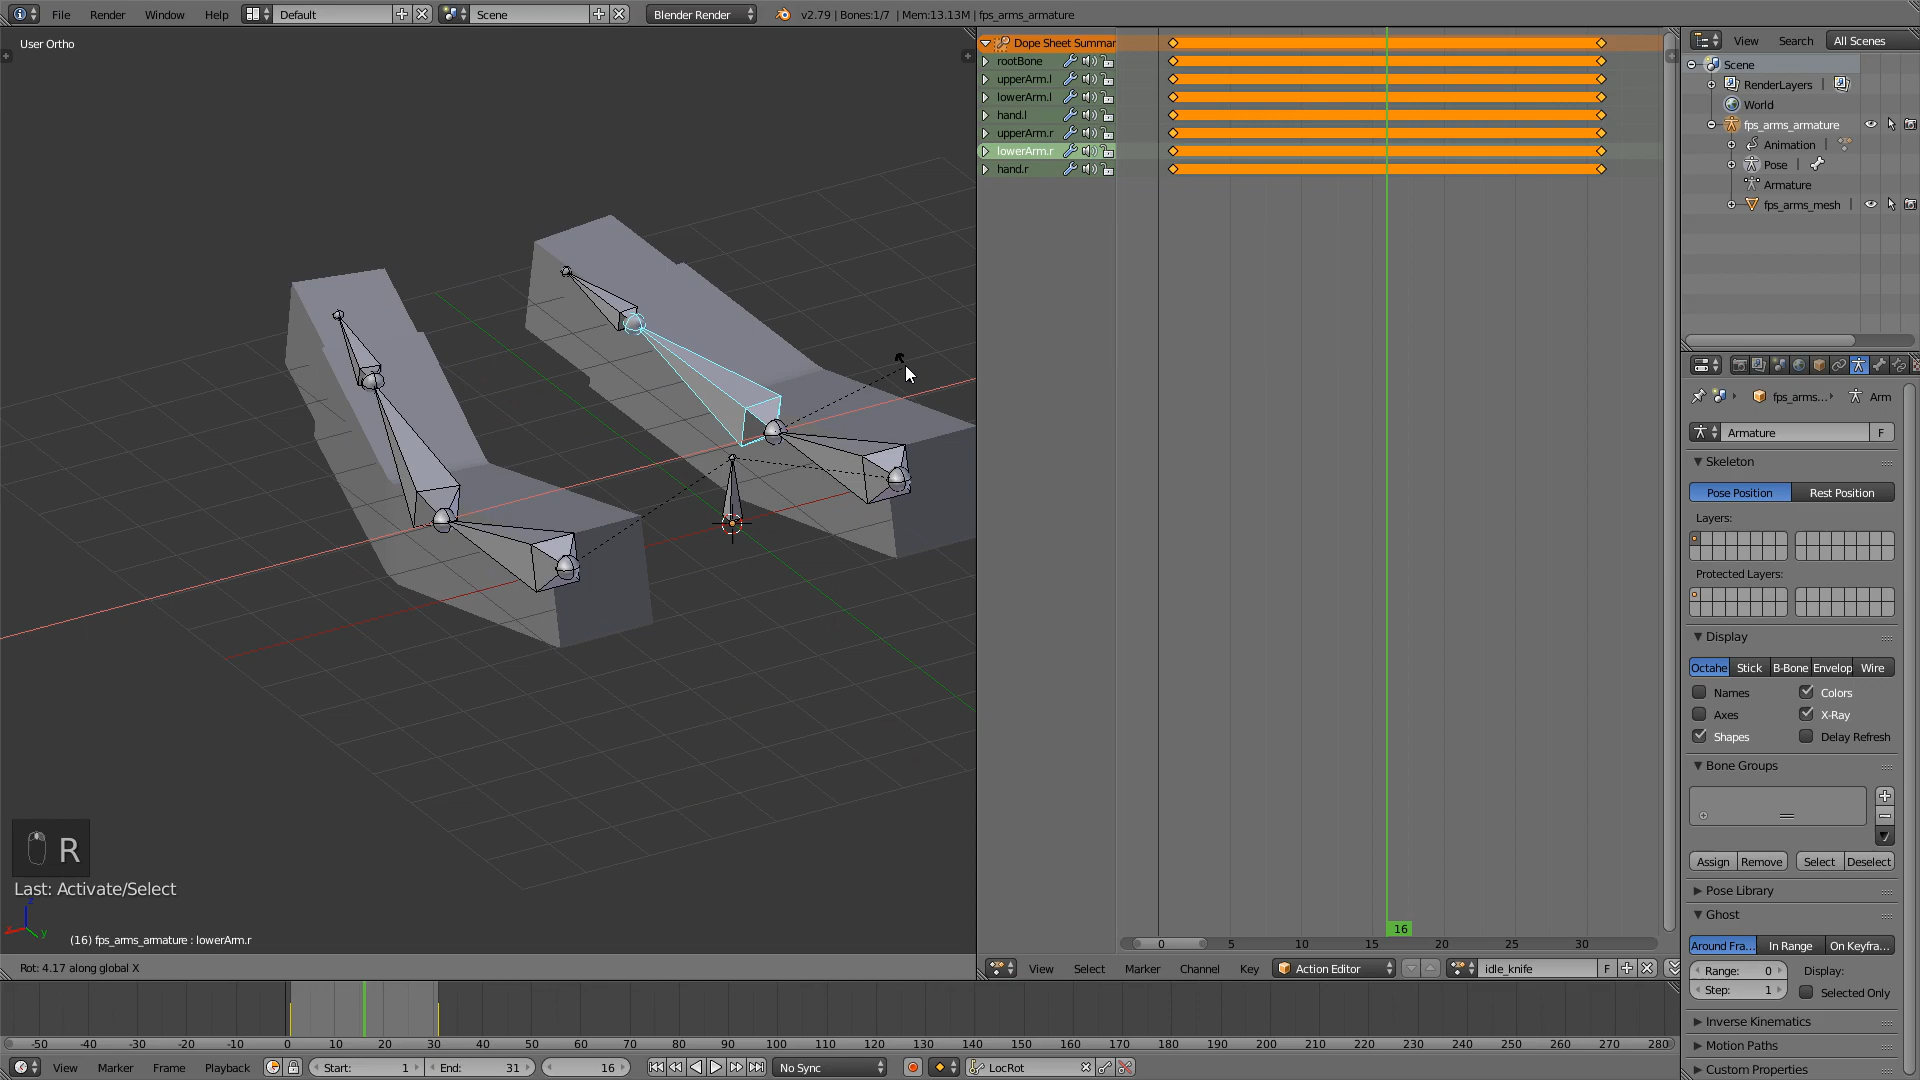 File Render Window Help Default Scene Blender Render v2.79 | Bones:1/7 | Mem:13.13M | fps_arms_armature
User Ortho
R
Last: Activate/Select
z
x
y
(16) fps_arms_armature : lowerArm.r
Rot: 4.17 along global X
Dope Sheet Summar
rootBone
upperArm.l
lowerArm.l
hand.l
upperArm.r
lowerArm.r
hand.r
16
0 5 10 15 20 25 30
View Select Marker Channel Key Action Editor idle_knife F
View Search All Scenes
Scene
RenderLayers
World
fps_arms_armature
Animation
Pose
Armature
fps_arms_mesh
fps_arms... Arm
Armature F
Skeleton
Pose Position Rest Position
Layers:
Protected Layers:
Display
Octahe Stick B-Bone Envelop Wire
Names Colors
Axes X-Ray
Shapes Delay Refresh
Bone Groups
Assign Remove Select Deselect
Pose Library
Ghost
Around Fra... In Range On Keyfra...
Range: 0 Display:
Step: 1 Selected Only
Inverse Kinematics
Motion Paths
Custom Properties
-50 -40 -30 -20 -10 0 10 20 30 40 50 60 70 80 90 100 110 120 130 140 150 160 170 180 190 200 210 220 230 240 250 260 270 280
View Marker Frame Playback Start: 1 End: 31 16 No Sync LocRot